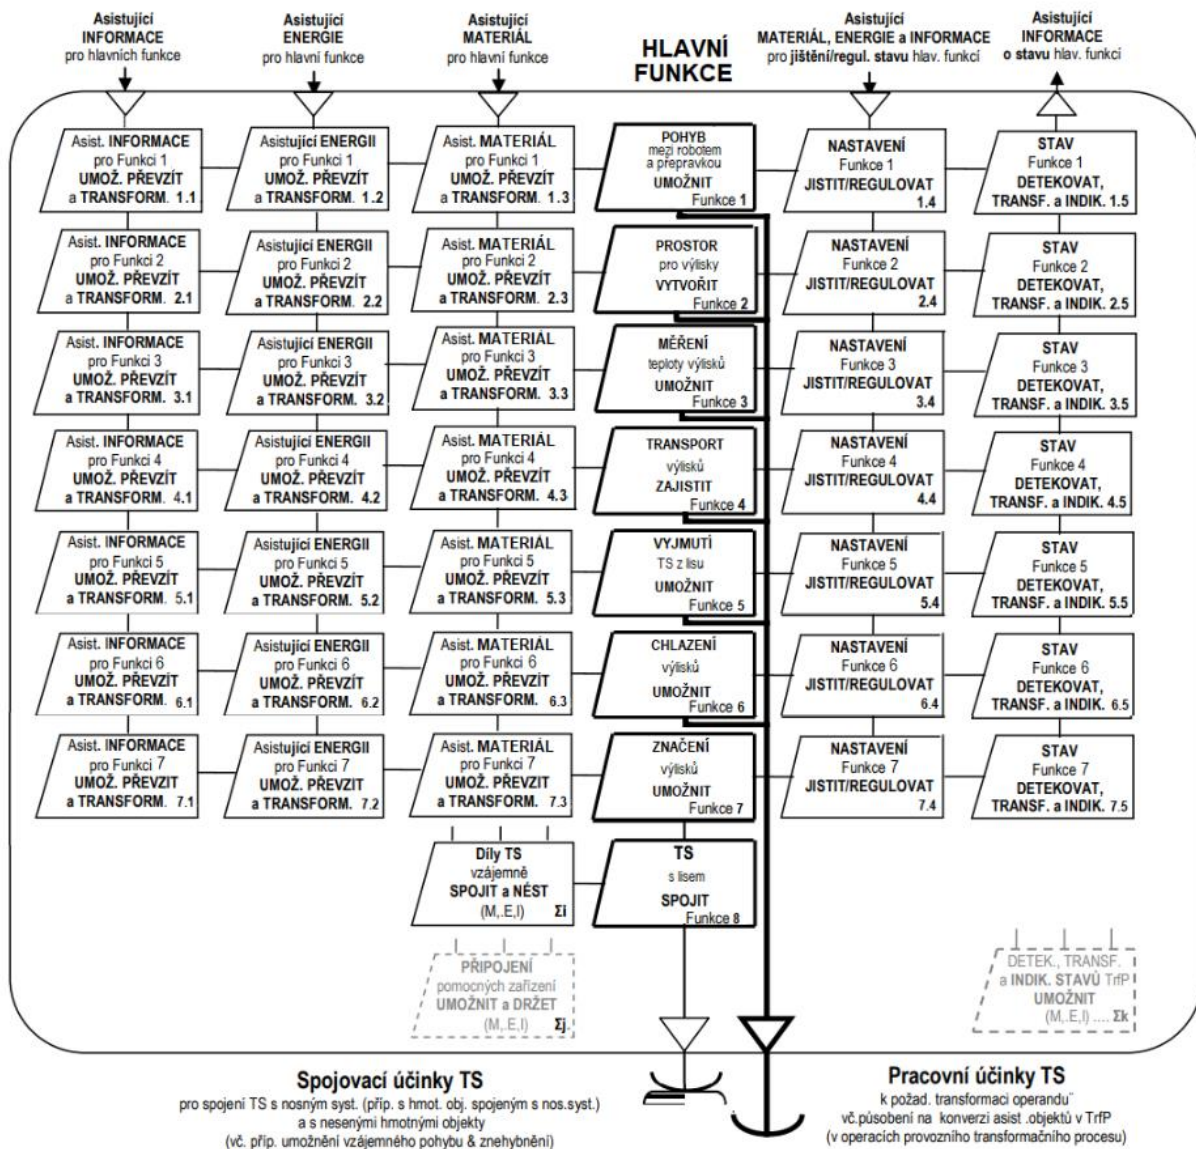 Asistující
INFORMACE
pro hlavních funkce
Asistující
ENERGIE
pro hlavní funkce
Asistující
MATERIÁL
pro hlavní funkce
HLAVNÍ
FUNKCE
Asistující
MATERIÁL, ENERGIE a INFORMACE
pro jištění/regul. stavu hlav. funkcí
Asistující
INFORMACE
o stavu hlav. funkcí
Asist. INFORMACE
pro Funkci 1
UMOŽ. PŘEVZÍT
a TRANSFORM. 1.1
Asistující ENERGII
pro Funkci 1
UMOŽ. PŘEVZÍT
a TRANSFORM. 1.2
Asist. MATERIÁL
pro Funkci 1
UMOŽ. PŘEVZÍT
a TRANSFORM. 1.3
POHYB
mezi robotem
a přepravkou
UMOŽNIT
Funkce 1
NASTAVENÍ
Funkce 1
JISTIT/REGULOVAT
1.4
STAV
Funkce 1
DETEKOVAT,
TRANSF. a INDIK. 1.5
Asist. INFORMACE
pro Funkci 2
UMOŽ. PŘEVZÍT
a TRANSFORM. 2.1
Asistující ENERGII
pro Funkci 2
UMOŽ. PŘEVZÍT
a TRANSFORM. 2.2
Asist. MATERIÁL
pro Funkci 2
UMOŽ. PŘEVZÍT
a TRANSFORM. 2.3
PROSTOR
pro výlisky
VYTVOŘIT
Funkce 2
NASTAVENÍ
Funkce 2
JISTIT/REGULOVAT
2.4
STAV
Funkce 2
DETEKOVAT,
TRANSF. a INDIK. 2.5
Asist. INFORMACE
pro Funkci 3
UMOŽ. PŘEVZÍT
a TRANSFORM. 3.1
Asistující ENERGII
pro Funkci 3
UMOŽ. PŘEVZÍT
a TRANSFORM. 3.2
Asist. MATERIÁL
pro Funkci 3
UMOŽ. PŘEVZÍT
a TRANSFORM. 3.3
MĚŘENÍ
teploty výlisků
UMOŽNIT
Funkce 3
NASTAVENÍ
Funkce 3
JISTIT/REGULOVAT
3.4
STAV
Funkce 3
DETEKOVAT,
TRANSF. a INDIK. 3.5
Asist. INFORMACE
pro Funkci 4
UMOŽ. PŘEVZÍT
a TRANSFORM. 4.1
Asistující ENERGII
pro Funkci 4
UMOŽ. PŘEVZÍT
a TRANSFORM. 4.2
Asist. MATERIÁL
pro Funkci 4
UMOŽ. PŘEVZÍT
a TRANSFORM. 4.3
TRANSPORT
výlisků
ZAJISTIT
Funkce 4
NASTAVENÍ
Funkce 4
JISTIT/REGULOVAT
4.4
STAV
Funkce 4
DETEKOVAT,
TRANSF. a INDIK. 4.5
Asist. INFORMACE
pro Funkci 5
UMOŽ. PŘEVZÍT
a TRANSFORM. 5.1
Asistující ENERGII
pro Funkci 5
UMOŽ. PŘEVZÍT
a TRANSFORM. 5.2
Asist. MATERIÁL
pro Funkci 5
UMOŽ. PŘEVZÍT
a TRANSFORM. 5.3
VYJMUTÍ
TS z lisu
UMOŽNIT
Funkce 5
NASTAVENÍ
Funkce 5
JISTIT/REGULOVAT
5.4
STAV
Funkce 5
DETEKOVAT,
TRANSF. a INDIK. 5.5
Asist. INFORMACE
pro Funkci 6
UMOŽ. PŘEVZÍT
a TRANSFORM. 6.1
Asistující ENERGII
pro Funkci 6
UMOŽ. PŘEVZÍT
a TRANSFORM. 6.2
Asist. MATERIÁL
pro Funkci 6
UMOŽ. PŘEVZÍT
a TRANSFORM. 6.3
CHLAZENÍ
výlisků
UMOŽNIT
Funkce 6
NASTAVENÍ
Funkce 6
JISTIT/REGULOVAT
6.4
STAV
Funkce 6
DETEKOVAT,
TRANSF. a INDIK. 6.5
Asist. INFORMACE
pro Funkci 7
UMOŽ. PŘEVZIT
a TRANSFORM. 7.1
Asistující ENERGII
pro Funkci 7
UMOŽ. PŘEVZÍT
a TRANSFORM. 7.2
Asist. MATERIÁL
pro Funkci 7
UMOŽ. PŘEVZÍT
a TRANSFORM. 7.3
ZNAČENÍ
výlisků
UMOŽNIT
Funkce 7
NASTAVENÍ
Funkce 7
JISTIT/REGULOVAT
7.4
STAV
Funkce 7
DETEKOVAT,
TRANSF. a INDIK. 7.5
Díly TS
vzájemně
SPOJIT a NÉST
(M,.E,I) Σi
TS
s lisem
SPOJIT
Funkce 8
PŘIPOJENÍ
pomocných zařízení
UMOŽNIT a DRŽET
(M,.E,I) Σj.
DETEK., TRANSF.
a INDIK. STAVŮ TrfP
UMOŽNIT
(M,.E,I) .... Σk
Spojovací účinky TS
pro spojení TS s nosným syst. (příp. s hmot. obj. spojeným s nos.syst.)
a s nesenými hmotnými objekty
(vč. příp. umožnění vzájemného pohybu & znehybnění)
Pracovní účinky TS
k požad. transformaci operandu¨
vč.působení na konverzi asist .objektů v TrfP
(v operacích provozního transformačního procesu)